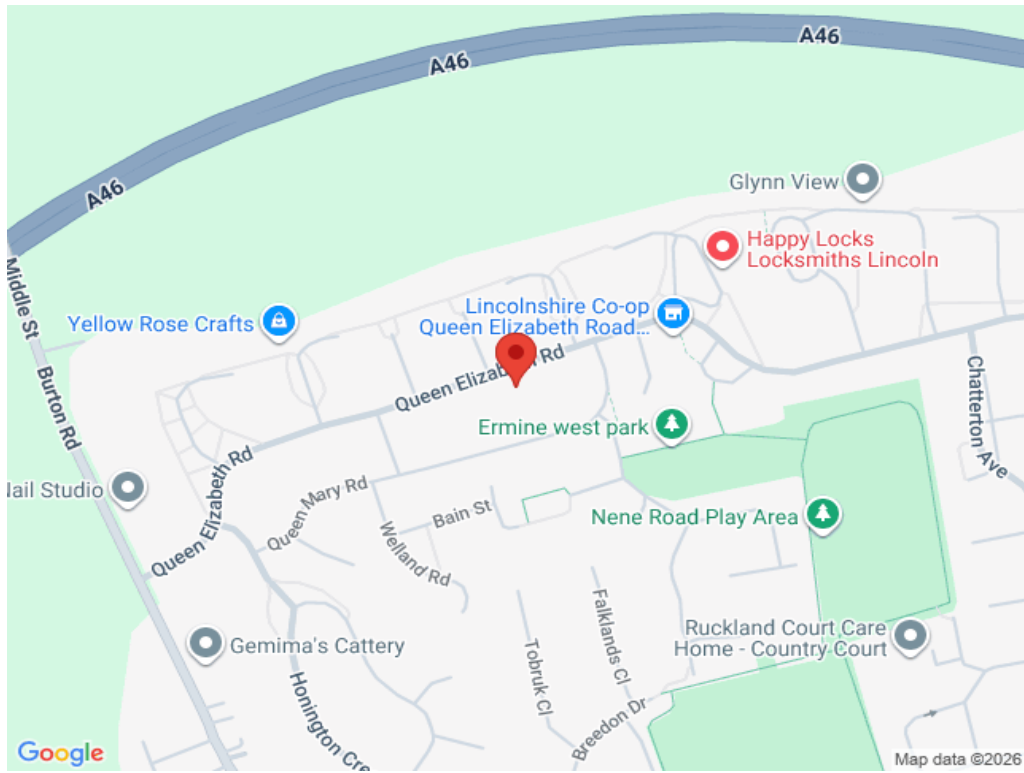 A46
A46
A46
Glynn View
Happy Locks
Locksmiths Lincoln
Middle St
Lincolnshire Co-op
Queen Elizabeth Road...
Yellow Rose Crafts
Queen Elizabeth Rd
Burton Rd
Chatterton Ave
Ermine west park
Nail Studio
Queen Elizabeth Rd
Queen Mary Rd
Bain St
Nene Road Play Area
Welland Rd
Falklands Cl
Ruckland Court Care
Home - Country Court
Gemima's Cattery
Tobruk Cl
Honington Cre
Breedon Dr
Google
Map data ©2026